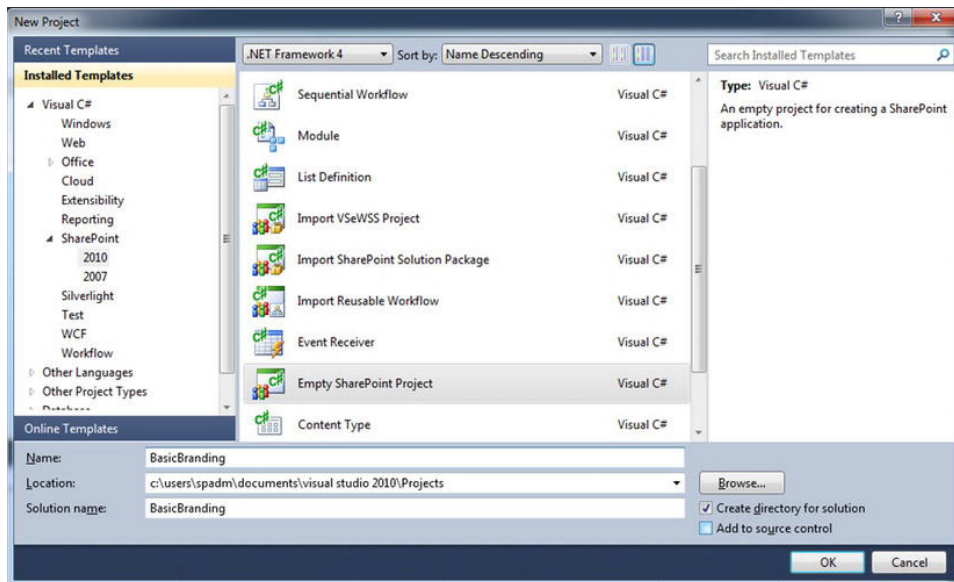 New Project
Recent Templates
.NET Framework 4 Sort by: Name Descending Search Installed Templates
Installed Templates
Visual C#
Windows
Web
Office
Cloud
Extensibility
Reporting
SharePoint
2010
2007
Silverlight
Test
WCF
Workflow
Other Languages
Other Project Types
Database
Online Templates
Sequential Workflow Visual C#
Module Visual C#
List Definition Visual C#
Import VSeWSS Project Visual C#
Import SharePoint Solution Package Visual C#
Import Reusable Workflow Visual C#
Event Receiver Visual C#
Empty SharePoint Project Visual C#
Content Type Visual C#
Type: Visual C#
An empty project for creating a SharePoint
application.
Name: BasicBranding
Location: c:\users\spadm\documents\visual studio 2010\Projects Browse...
Solution name: BasicBranding
Create directory for solution
Add to source control
OK Cancel